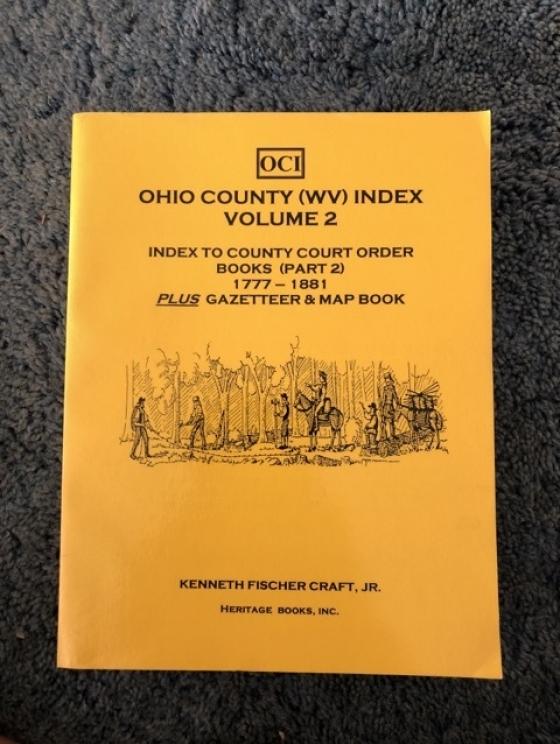 OCI
OHIO COUNTY (WV) INDEX
VOLUME 2
INDEX TO COUNTY COURT ORDER
BOOKS (PART 2)
1777 – 1881
PLUS GAZETTEER & MAP BOOK
KENNETH FISCHER CRAFT, JR.
HERITAGE BOOKS, INC.